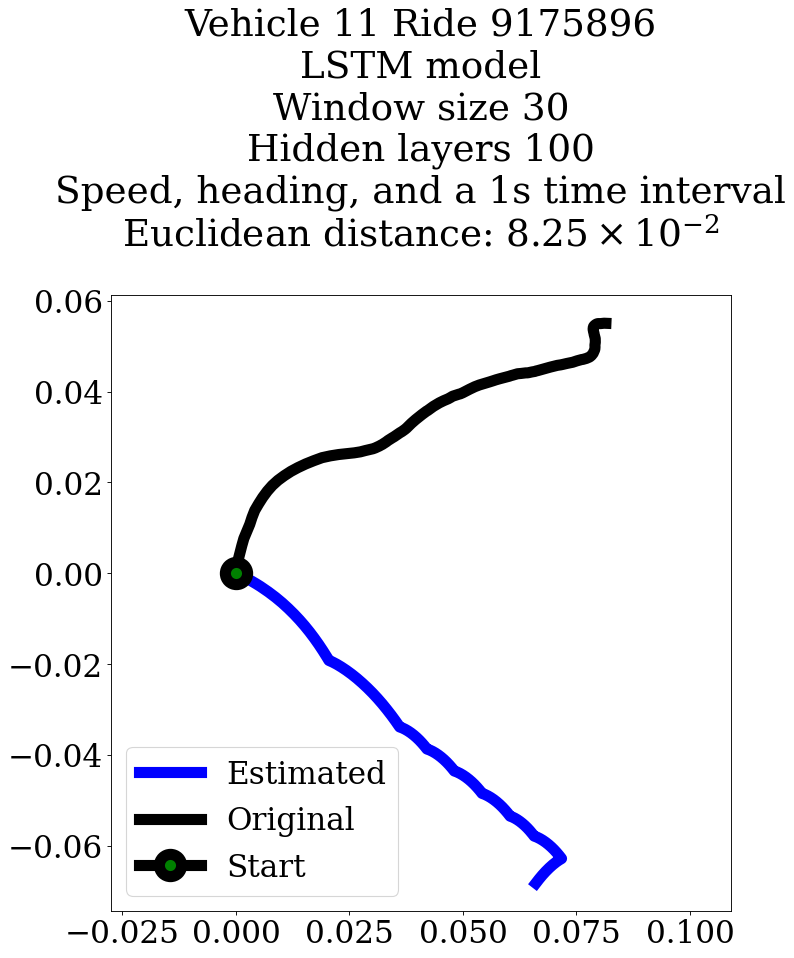 Vehicle 11 Ride 9175896
LSTM model
Window size 30
Hidden layers 100
Speed, heading, and a 1s time interval
Euclidean distance: 8.25 × 10⁻²
0.06
0.04
0.02
0.00
−0.02
−0.04
−0.06
Estimated
Original
Start
−0.025 0.000 0.025 0.050 0.075 0.100